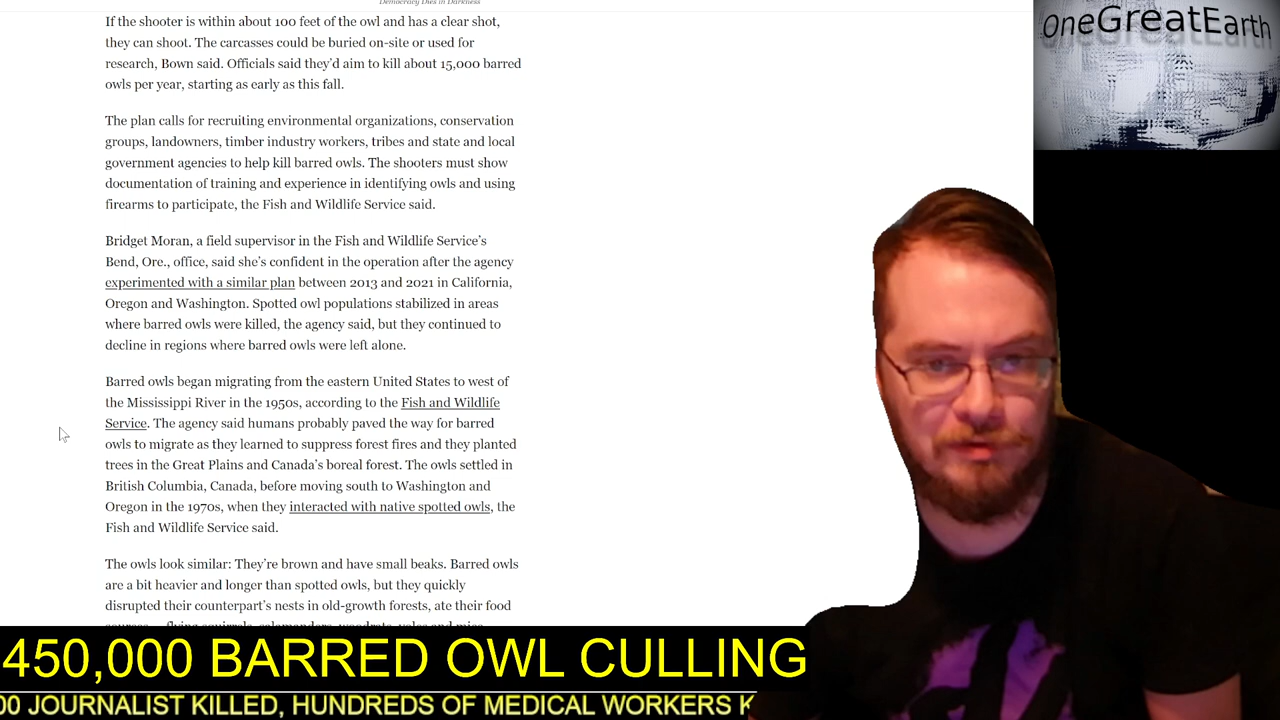 Democracy Dies in Darkness
OneGreatEarth
If the shooter is within about 100 feet of the owl and has a clear shot,
they can shoot. The carcasses could be buried on-site or used for
research, Bown said. Officials said they'd aim to kill about 15,000 barred
owls per year, starting as early as this fall.
The plan calls for recruiting environmental organizations, conservation
groups, landowners, timber industry workers, tribes and state and local
government agencies to help kill barred owls. The shooters must show
documentation of training and experience in identifying owls and using
firearms to participate, the Fish and Wildlife Service said.
Bridget Moran, a field supervisor in the Fish and Wildlife Service's
Bend, Ore., office, said she's confident in the operation after the agency
experimented with a similar plan between 2013 and 2021 in California,
Oregon and Washington. Spotted owl populations stabilized in areas
where barred owls were killed, the agency said, but they continued to
decline in regions where barred owls were left alone.
Barred owls began migrating from the eastern United States to west of
the Mississippi River in the 1950s, according to the Fish and Wildlife
Service. The agency said humans probably paved the way for barred
owls to migrate as they learned to suppress forest fires and they planted
trees in the Great Plains and Canada's boreal forest. The owls settled in
British Columbia, Canada, before moving south to Washington and
Oregon in the 1970s, when they interacted with native spotted owls, the
Fish and Wildlife Service said.
The owls look similar: They're brown and have small beaks. Barred owls
are a bit heavier and longer than spotted owls, but they quickly
disrupted their counterpart's nests in old-growth forests, ate their food
450,000 BARRED OWL CULLING
00 JOURNALIST KILLED, HUNDREDS OF MEDICAL WORKERS K